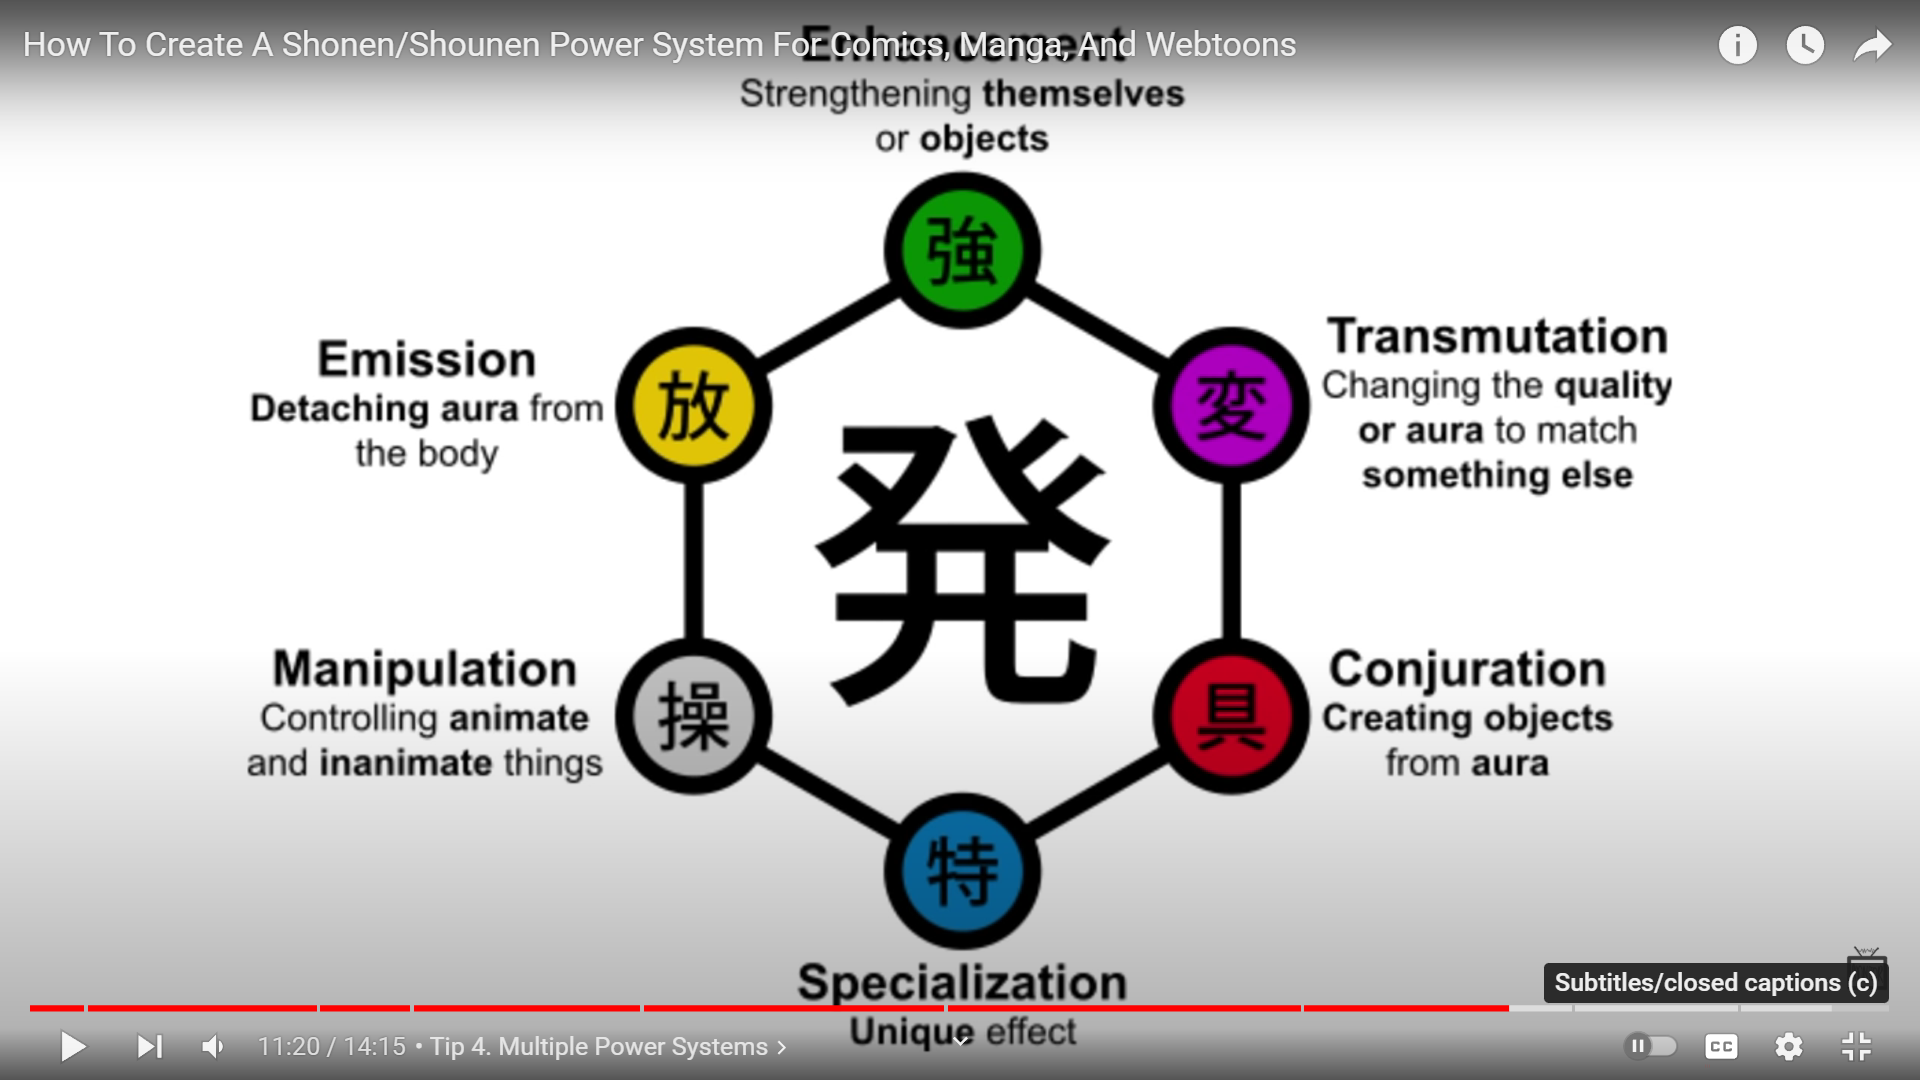 How To Create A Shonen/Shounen Power System For Comics, Manga, And Webtoons
Enhancement
Strengthening themselves
or objects
強
Emission
Detaching aura from
the body
放
Transmutation
Changing the quality
or aura to match
something else
変
発
Manipulation
Controlling animate
and inanimate things
操
Conjuration
Creating objects
from aura
具
特
Specialization
Unique effect
Subtitles/closed captions (c)
11:20 / 14:15 • Tip 4. Multiple Power Systems >
CC